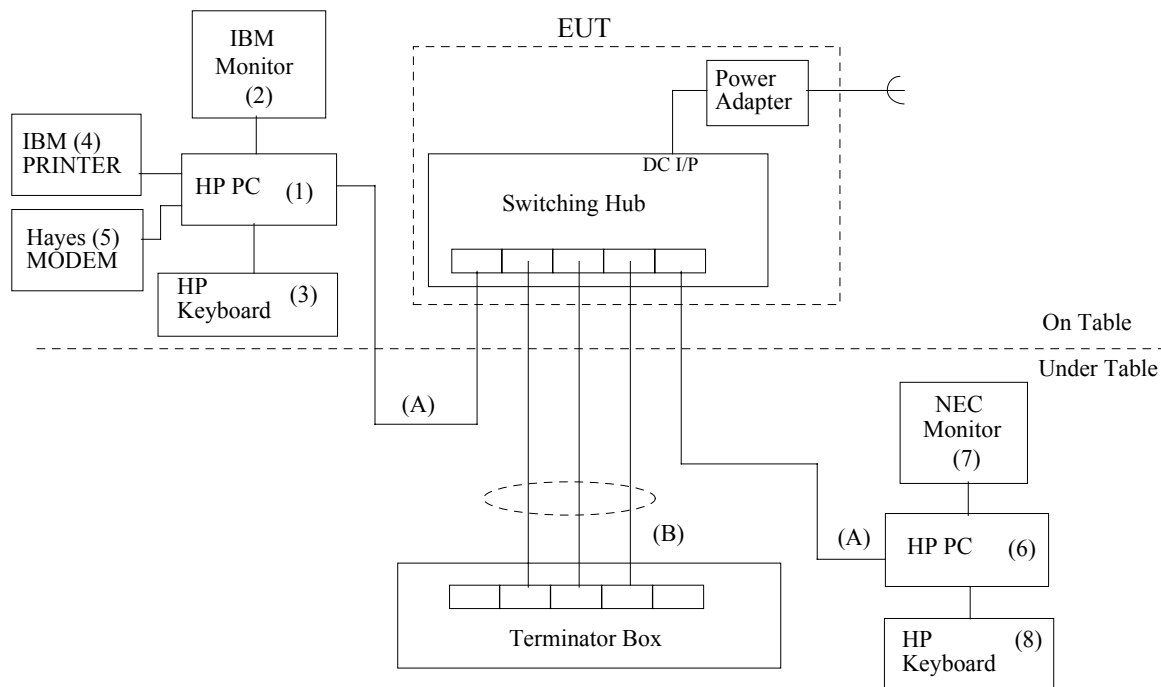 EUT
IBM
Monitor
(2)
Power
Adapter
IBM (4)
PRINTER
HP PC (1)
DC I/P
Switching Hub
Hayes (5)
MODEM
HP
Keyboard (3)
On Table
Under Table
(A)
NEC
Monitor
(7)
(B)
(A)
HP PC (6)
Terminator Box
HP (8)
Keyboard